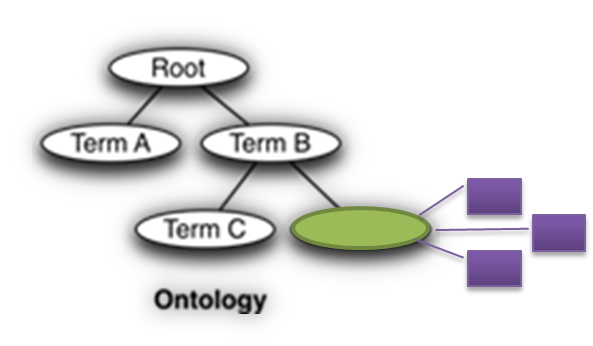 Root
Term A
Term B
Term C
Ontology